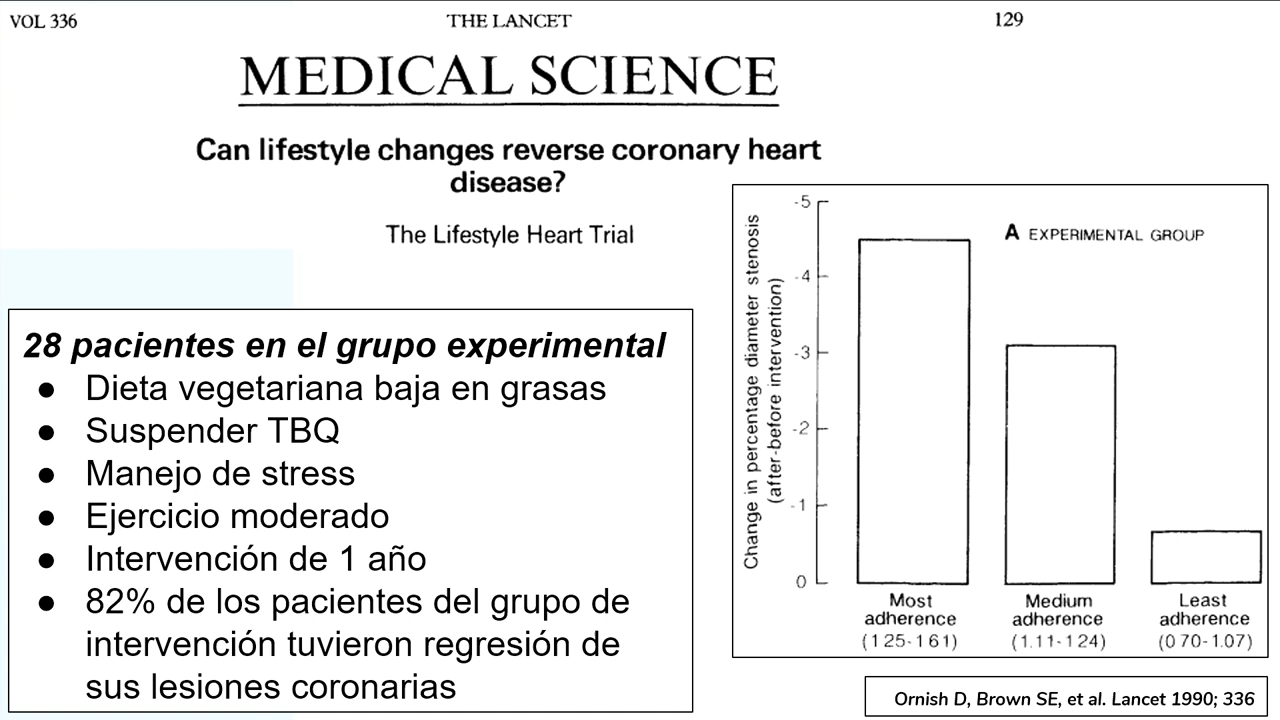 VOL 336
THE LANCET
129
MEDICAL SCIENCE
Can lifestyle changes reverse coronary heart
disease?
The Lifestyle Heart Trial
28 pacientes en el grupo experimental
● Dieta vegetariana baja en grasas
● Suspender TBQ
● Manejo de stress
● Ejercicio moderado
● Intervención de 1 año
● 82% de los pacientes del grupo de
intervención tuvieron regresión de
sus lesiones coronarias
Change in percentage diameter stenosis
(after-before intervention)
-5
-4
-3
-2
-1
0
A EXPERIMENTAL GROUP
Most
adherence
(1.25-1.61)
Medium
adherence
(1.11-1.24)
Least
adherence
(0.70-1.07)
Ornish D, Brown SE, et al. Lancet 1990; 336